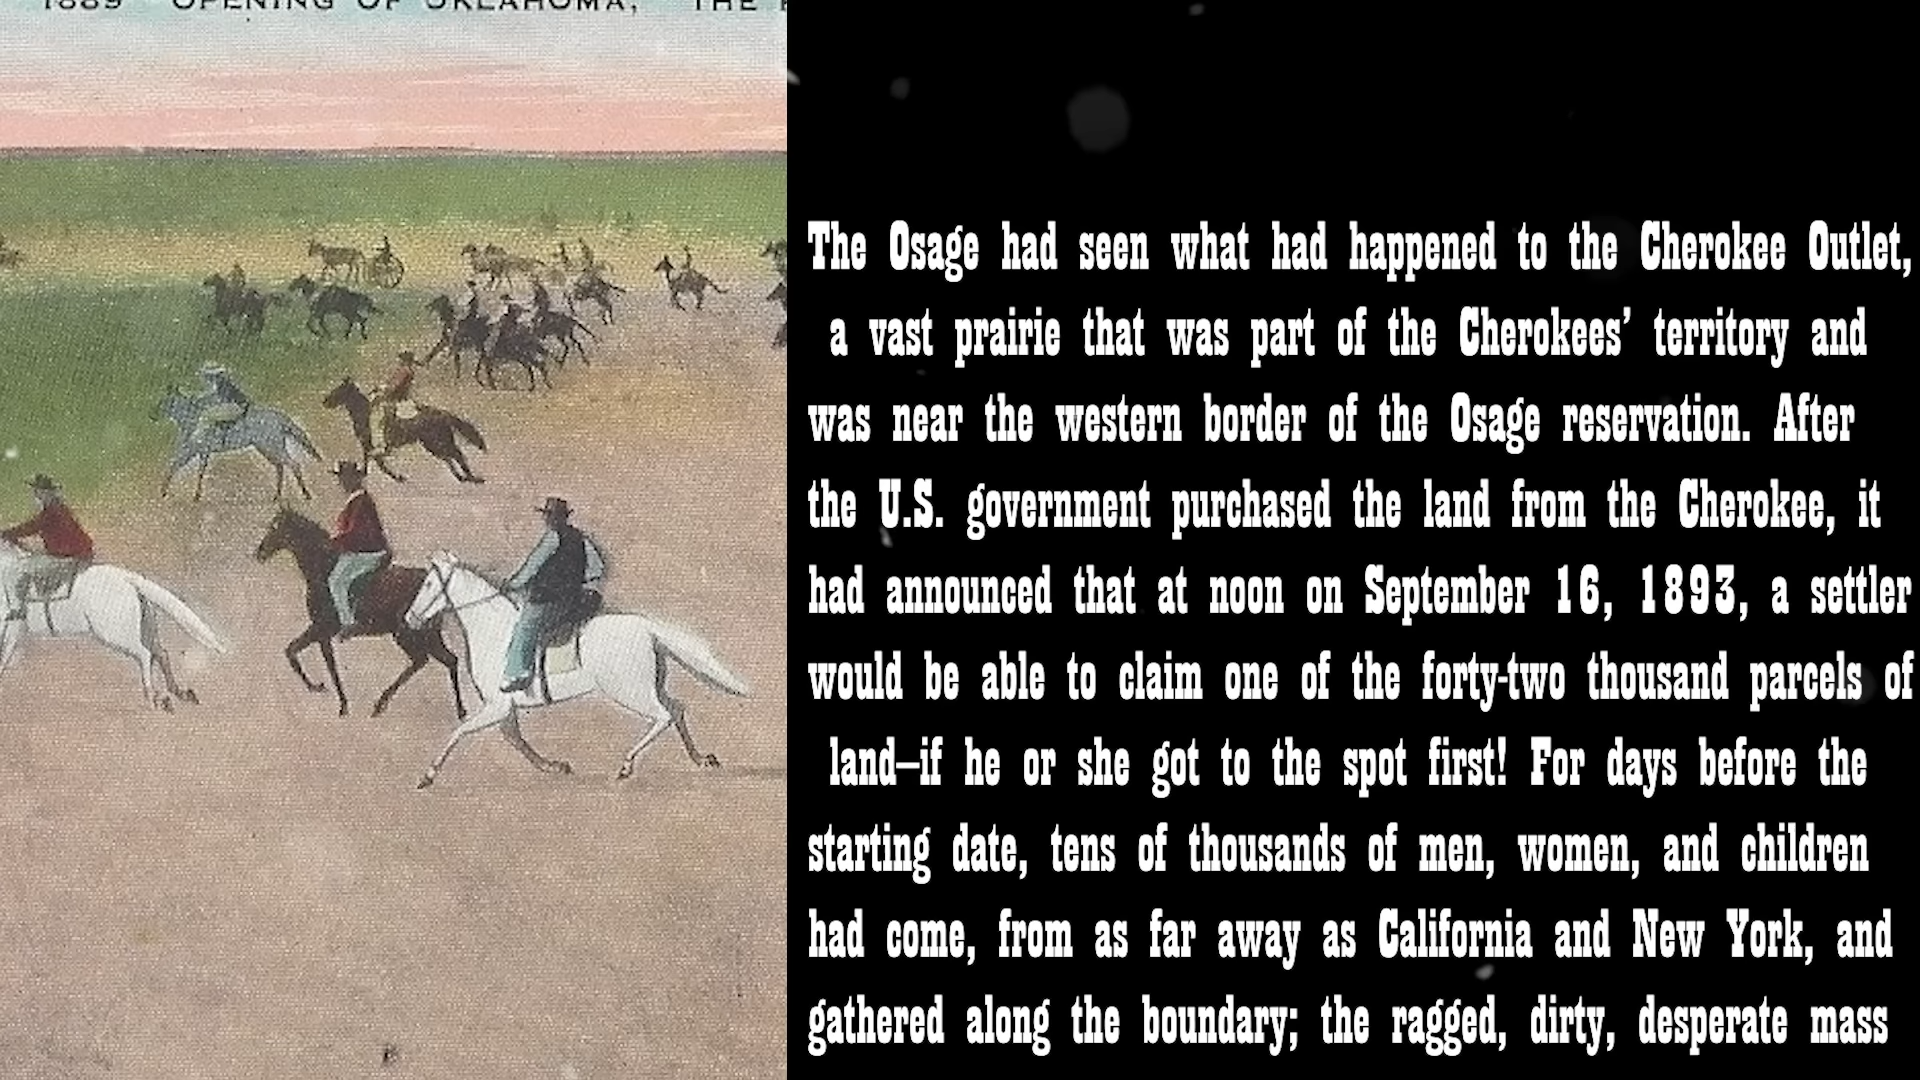 1889 OPENING OF OKLAHOMA, THE
The Osage had seen what had happened to the Cherokee Outlet,
a vast prairie that was part of the Cherokees’ territory and
was near the western border of the Osage reservation. After
the U.S. government purchased the land from the Cherokee, it
had announced that at noon on September 16, 1893, a settler
would be able to claim one of the forty-two thousand parcels of
land—if he or she got to the spot first! For days before the
starting date, tens of thousands of men, women, and children
had come, from as far away as California and New York, and
gathered along the boundary; the ragged, dirty, desperate mass